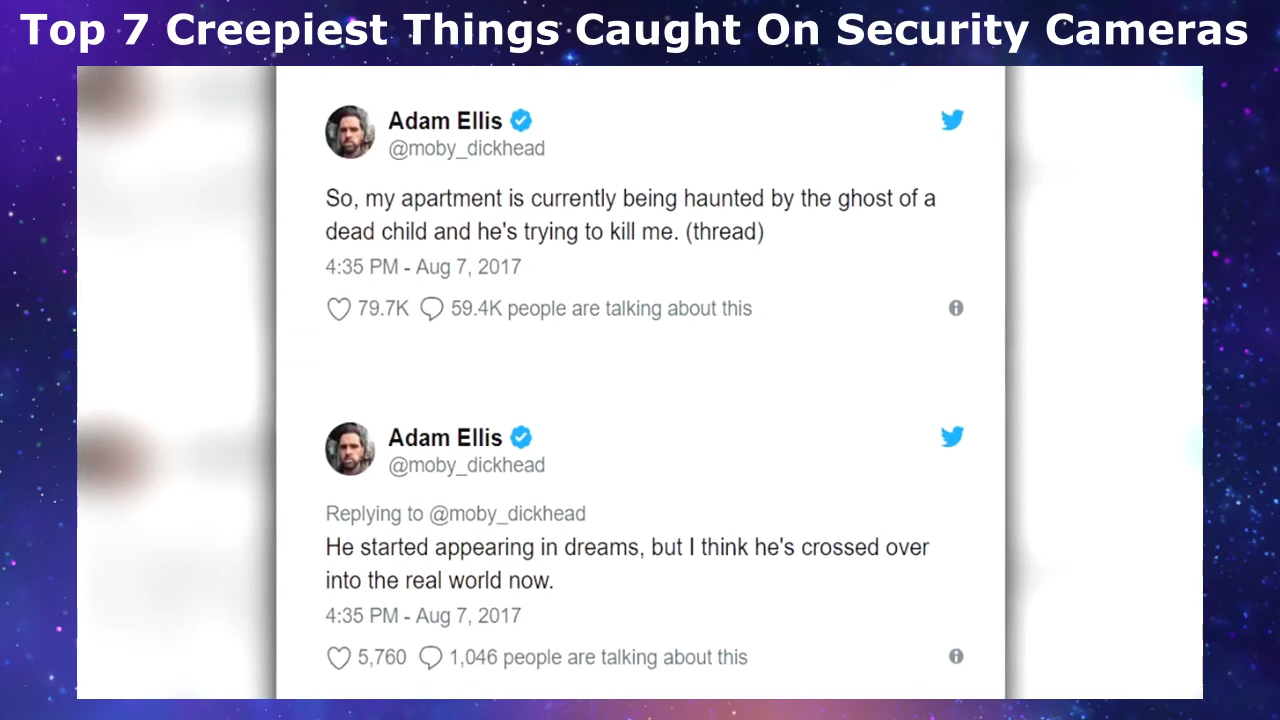 Top 7 Creepiest Things Caught On Security Cameras
Adam Ellis
@moby_dickhead
So, my apartment is currently being haunted by the ghost of a
dead child and he's trying to kill me. (thread)
4:35 PM - Aug 7, 2017
79.7K 59.4K people are talking about this
Adam Ellis
@moby_dickhead
Replying to @moby_dickhead
He started appearing in dreams, but I think he's crossed over
into the real world now.
4:35 PM - Aug 7, 2017
5,760 1,046 people are talking about this